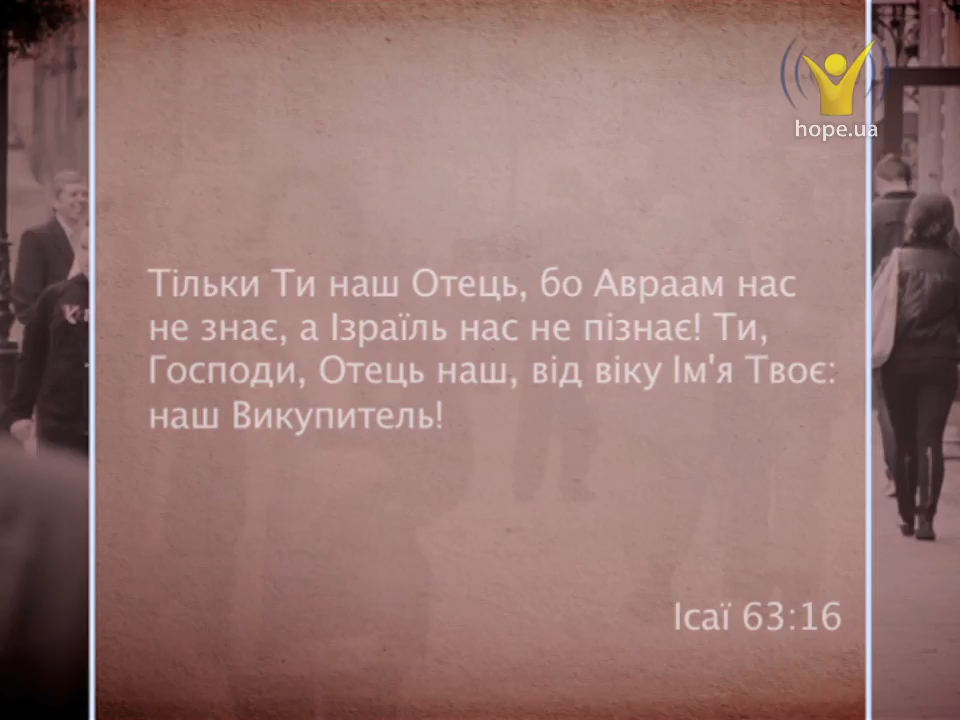 hope.ua
Тільки Ти наш Отець, бо Авраам нас
не знає, а Ізраїль нас не пізнає! Ти,
Господи, Отець наш, від віку Ім'я Твоє:
наш Викупитель!
Ісаї 63:16